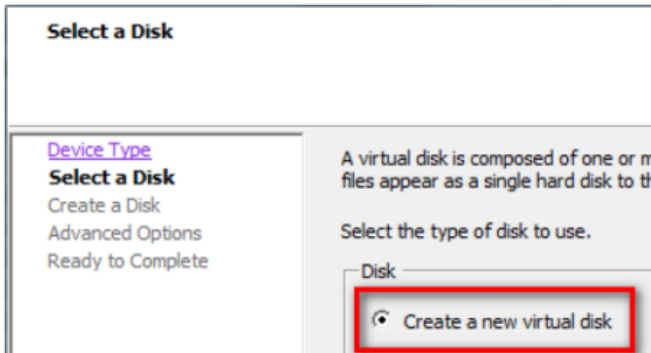 Select a Disk
Device Type
Select a Disk
Create a Disk
Advanced Options
Ready to Complete
A virtual disk is composed of one or
files appear as a single hard disk to
Select the type of disk to use.
Disk
Create a new virtual disk